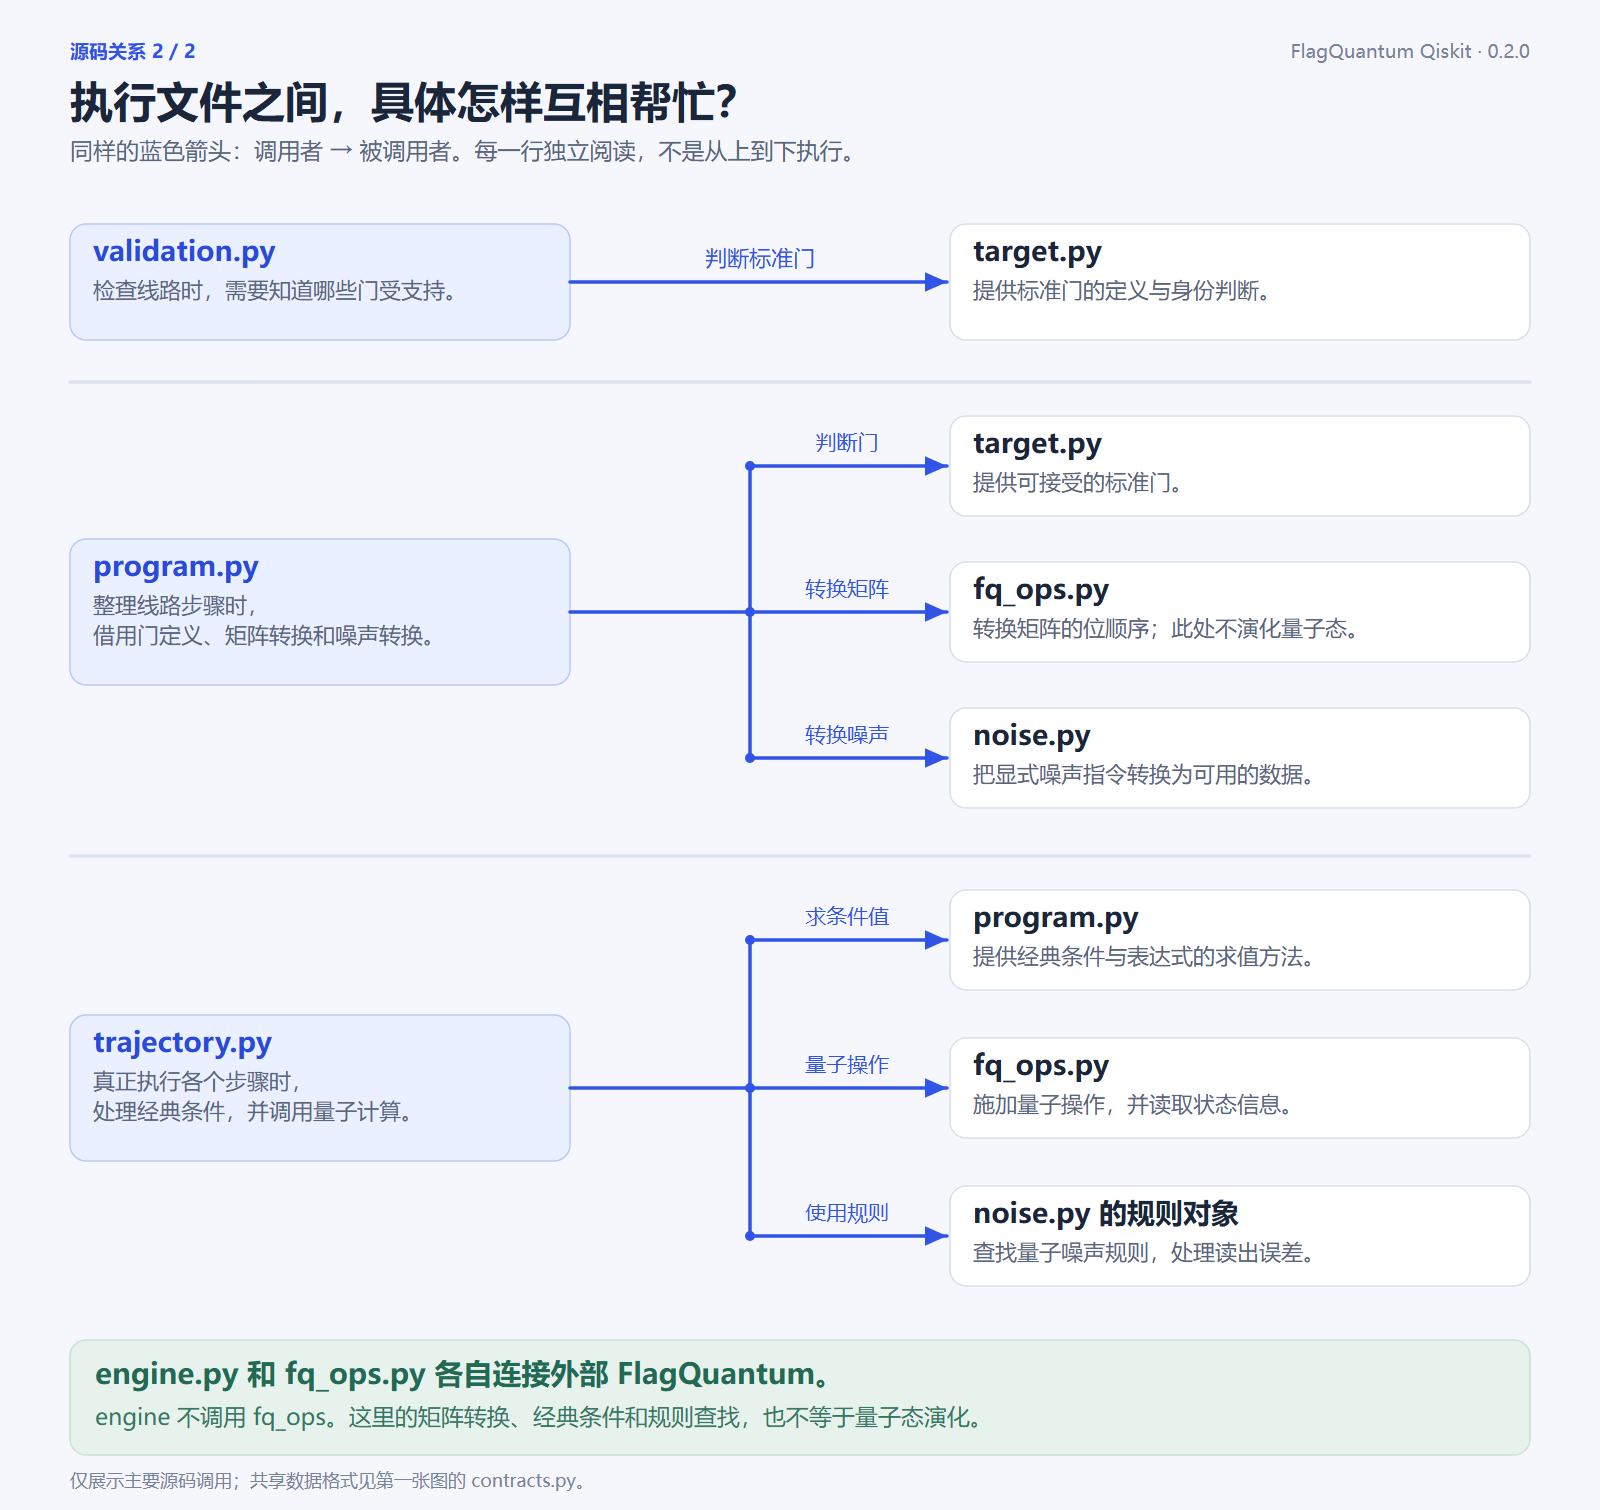 源码关系 2 / 2
FlagQuantum Qiskit · 0.2.0
执行文件之间，具体怎样互相帮忙？
同样的蓝色箭头：调用者 → 被调用者。每一行独立阅读，不是从上到下执行。
validation.py
检查线路时，需要知道哪些门受支持。
判断标准门
target.py
提供标准门的定义与身份判断。
program.py
整理线路步骤时，
借用门定义、矩阵转换和噪声转换。
判断门
target.py
提供可接受的标准门。
转换矩阵
fq_ops.py
转换矩阵的位顺序；此处不演化量子态。
转换噪声
noise.py
把显式噪声指令转换为可用的数据。
trajectory.py
真正执行各个步骤时，
处理经典条件，并调用量子计算。
求条件值
program.py
提供经典条件与表达式的求值方法。
量子操作
fq_ops.py
施加量子操作，并读取状态信息。
使用规则
noise.py 的规则对象
查找量子噪声规则，处理读出误差。
engine.py 和 fq_ops.py 各自连接外部 FlagQuantum。
engine 不调用 fq_ops。这里的矩阵转换、经典条件和规则查找，也不等于量子态演化。
仅展示主要源码调用；共享数据格式见第一张图的 contracts.py。